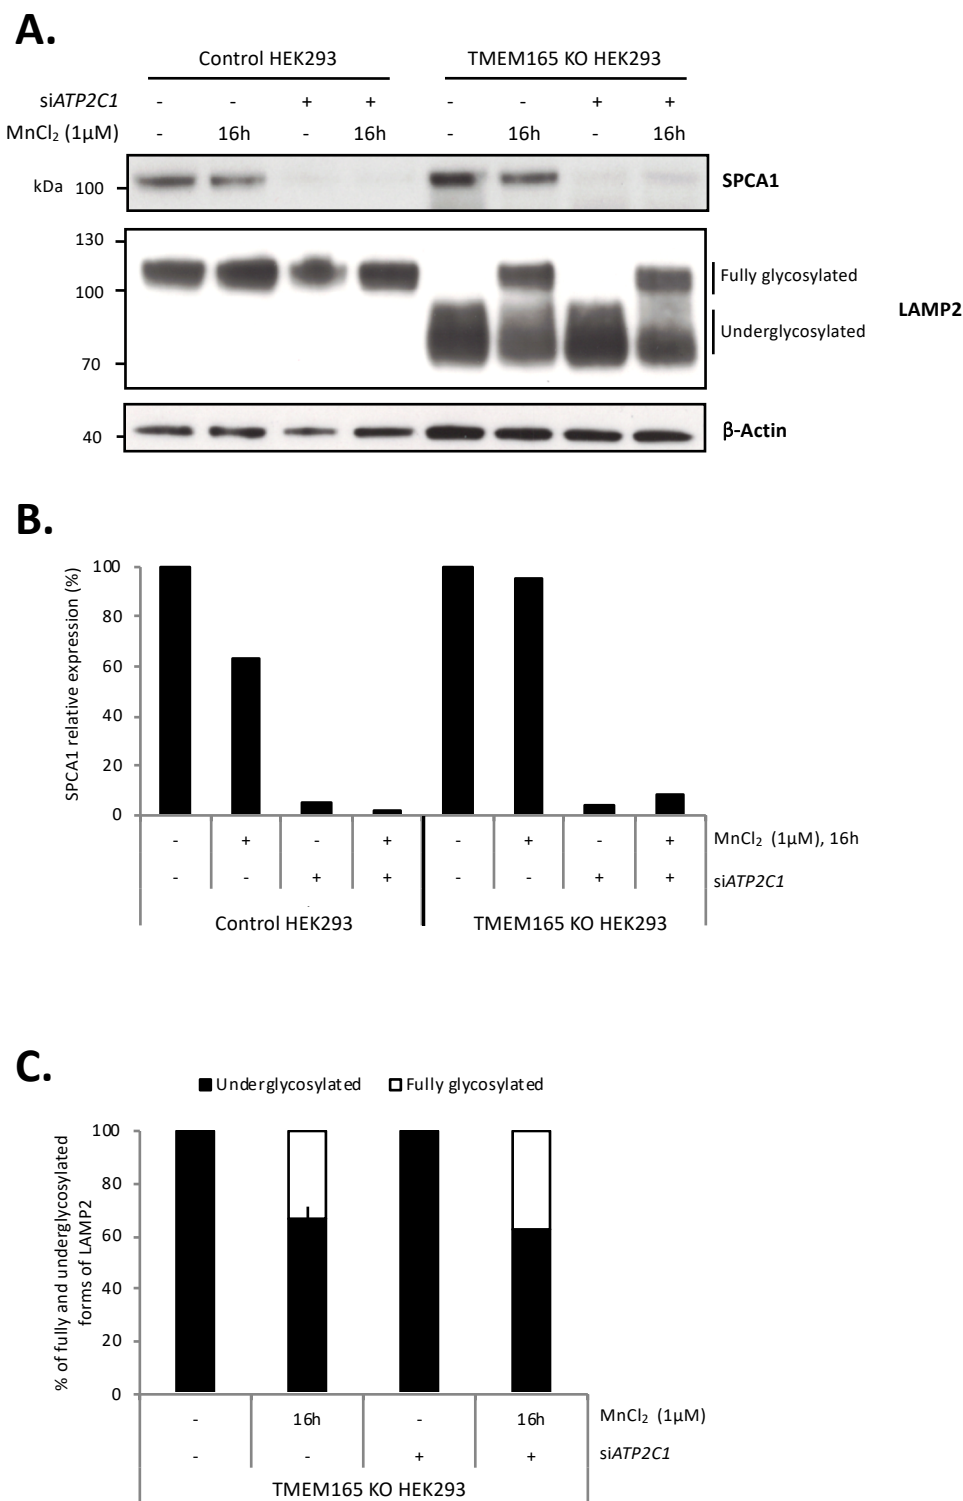 A.
Control HEK293 TMEM165 KO HEK293
siATP2C1 - - + + - - + +
MnCl₂ (1µM) - 16h - 16h - 16h - 16h
kDa 100 SPCA1
130
Fully glycosylated
100
LAMP2
Underglycosylated
70
40 β-Actin
B.
SPCA1 relative expression (%)
100
80
60
40
20
0
- + - + - + - + MnCl₂ (1µM), 16h
- - + + - - + + siATP2C1
Control HEK293 TMEM165 KO HEK293
C.
Underglycosylated Fully glycosylated
% of fully and underglycosylated
forms of LAMP2
100
80
60
40
20
0
- 16h - 16h MnCl₂ (1µM)
- - + + siATP2C1
TMEM165 KO HEK293